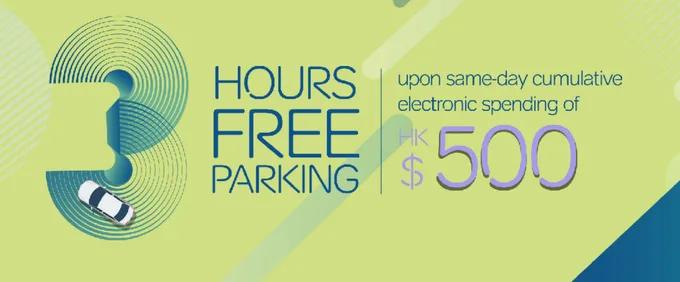 3
HOURS
FREE
PARKING
upon same-day cumulative
electronic spending of
HK
$500